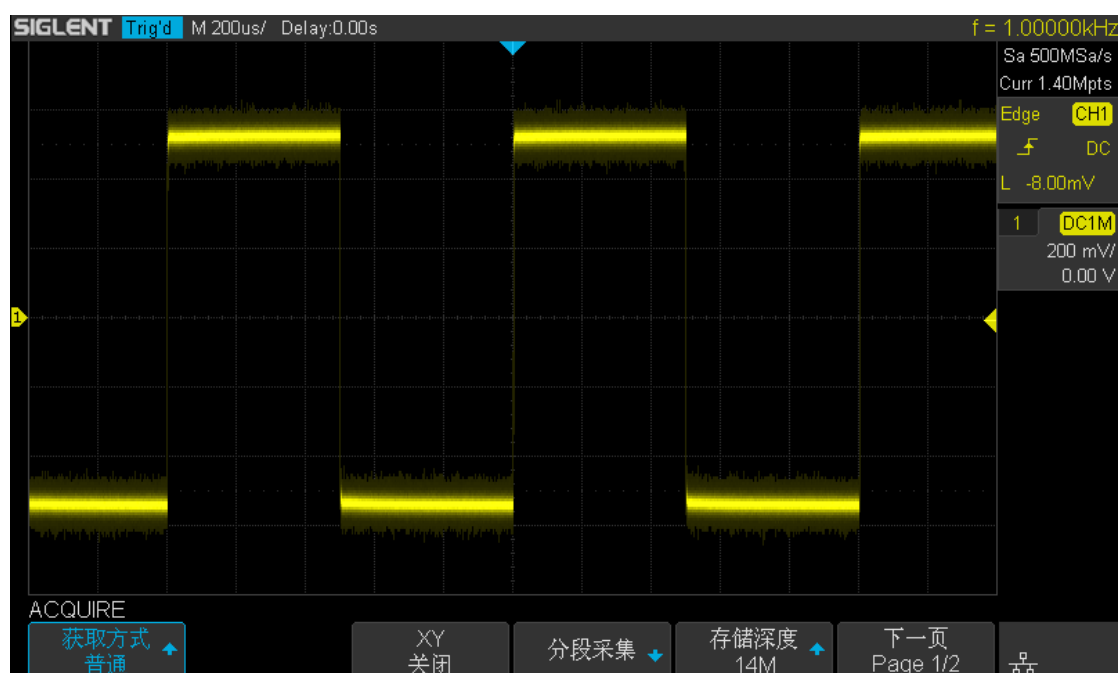 SIGLENT Trig'd M 200us/ Delay:0.00s f = 1.00000kHz
Sa 500MSa/s
Curr 1.40Mpts
Edge CH1
DC
L -8.00mV
1 DC1M
200 mV/
0.00 V
1
ACQUIRE
获取方式
普通
XY
关闭
分段采集
存储深度
14M
下一页
Page 1/2